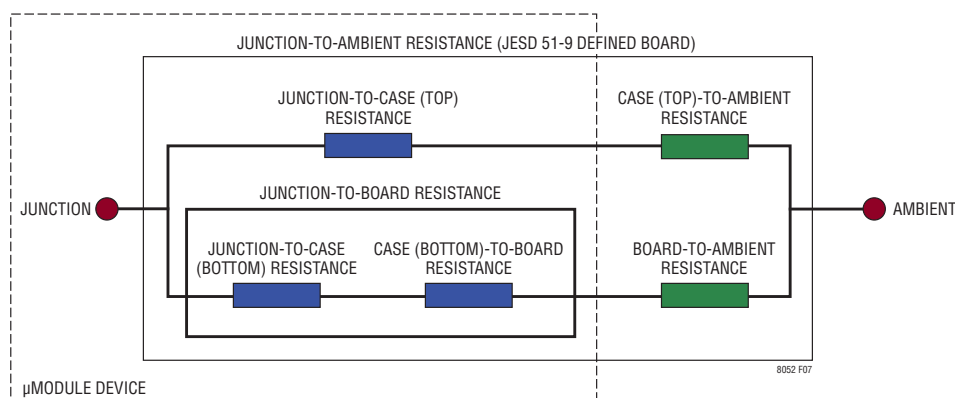 JUNCTION-TO-AMBIENT RESISTANCE (JESD 51-9 DEFINED BOARD)
JUNCTION-TO-CASE (TOP)
RESISTANCE
CASE (TOP)-TO-AMBIENT
RESISTANCE
JUNCTION-TO-BOARD RESISTANCE
JUNCTION
AMBIENT
JUNCTION-TO-CASE
(BOTTOM) RESISTANCE
CASE (BOTTOM)-TO-BOARD
RESISTANCE
BOARD-TO-AMBIENT
RESISTANCE
8052 F07
µMODULE DEVICE